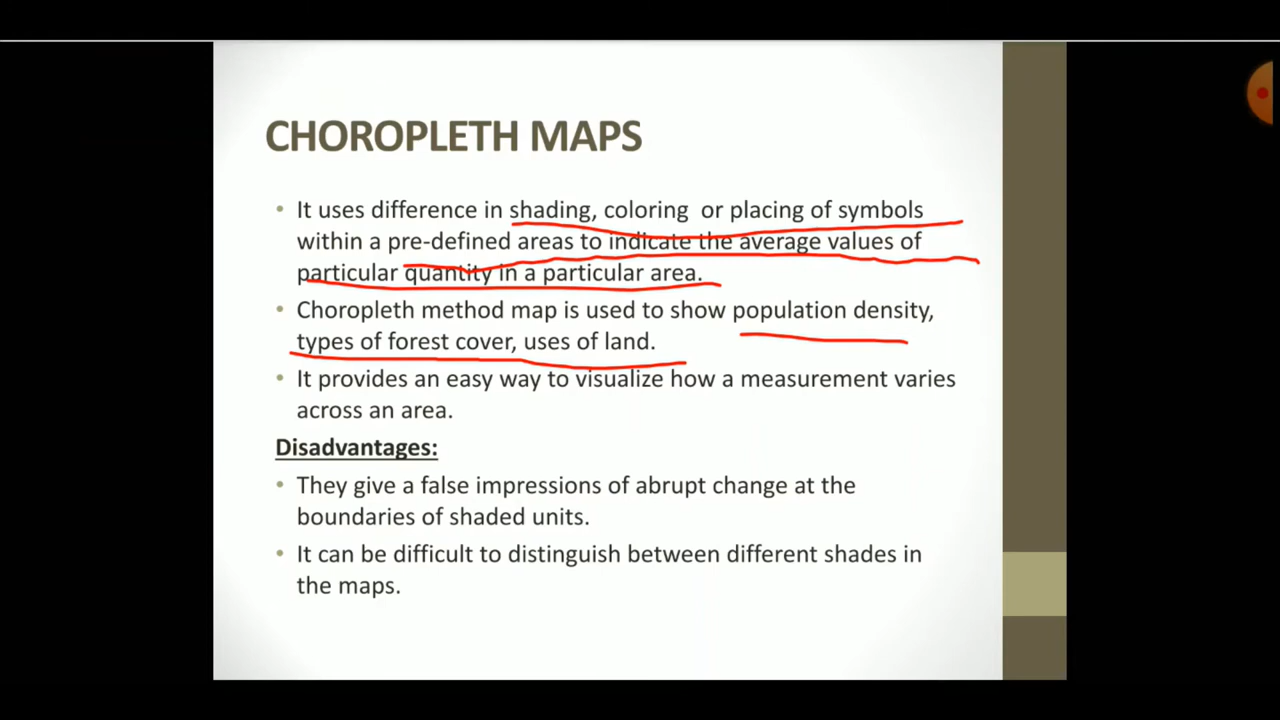 CHOROPLETH MAPS
• It uses difference in shading, coloring or placing of symbols
within a pre-defined areas to indicate the average values of
particular quantity in a particular area.
• Choropleth method map is used to show population density,
types of forest cover, uses of land.
• It provides an easy way to visualize how a measurement varies
across an area.
Disadvantages:
• They give a false impressions of abrupt change at the
boundaries of shaded units.
• It can be difficult to distinguish between different shades in
the maps.